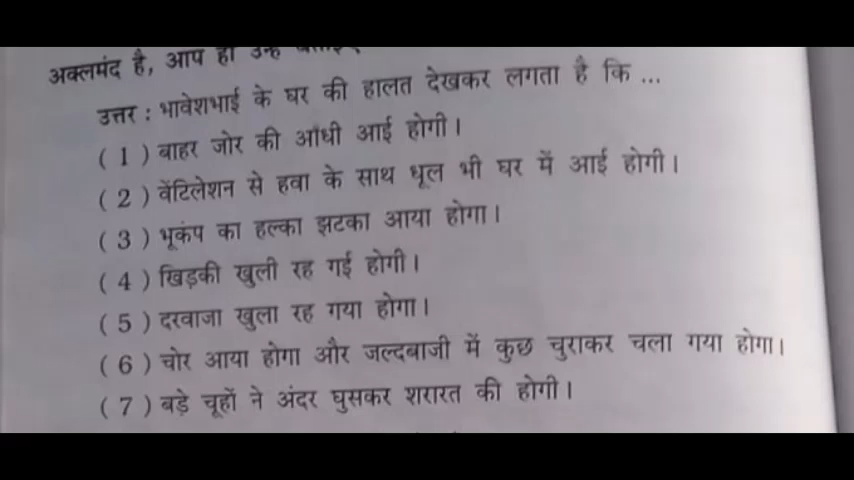 अक्लमंद है, आप ही उन्हें
उत्तर : भावेशभाई के घर की हालत देखकर लगता है कि ...
( 1 ) बाहर जोर की आँधी आई होगी।
( 2 ) वेंटिलेशन से हवा के साथ धूल भी घर में आई होगी।
( 3 ) भूकंप का हल्का झटका आया होगा।
( 4 ) खिड़की खुली रह गई होगी।
( 5 ) दरवाजा खुला रह गया होगा।
( 6 ) चोर आया होगा और जल्दबाजी में कुछ चुराकर चला गया होगा।
( 7 ) बड़े चूहों ने अंदर घुसकर शरारत की होगी।